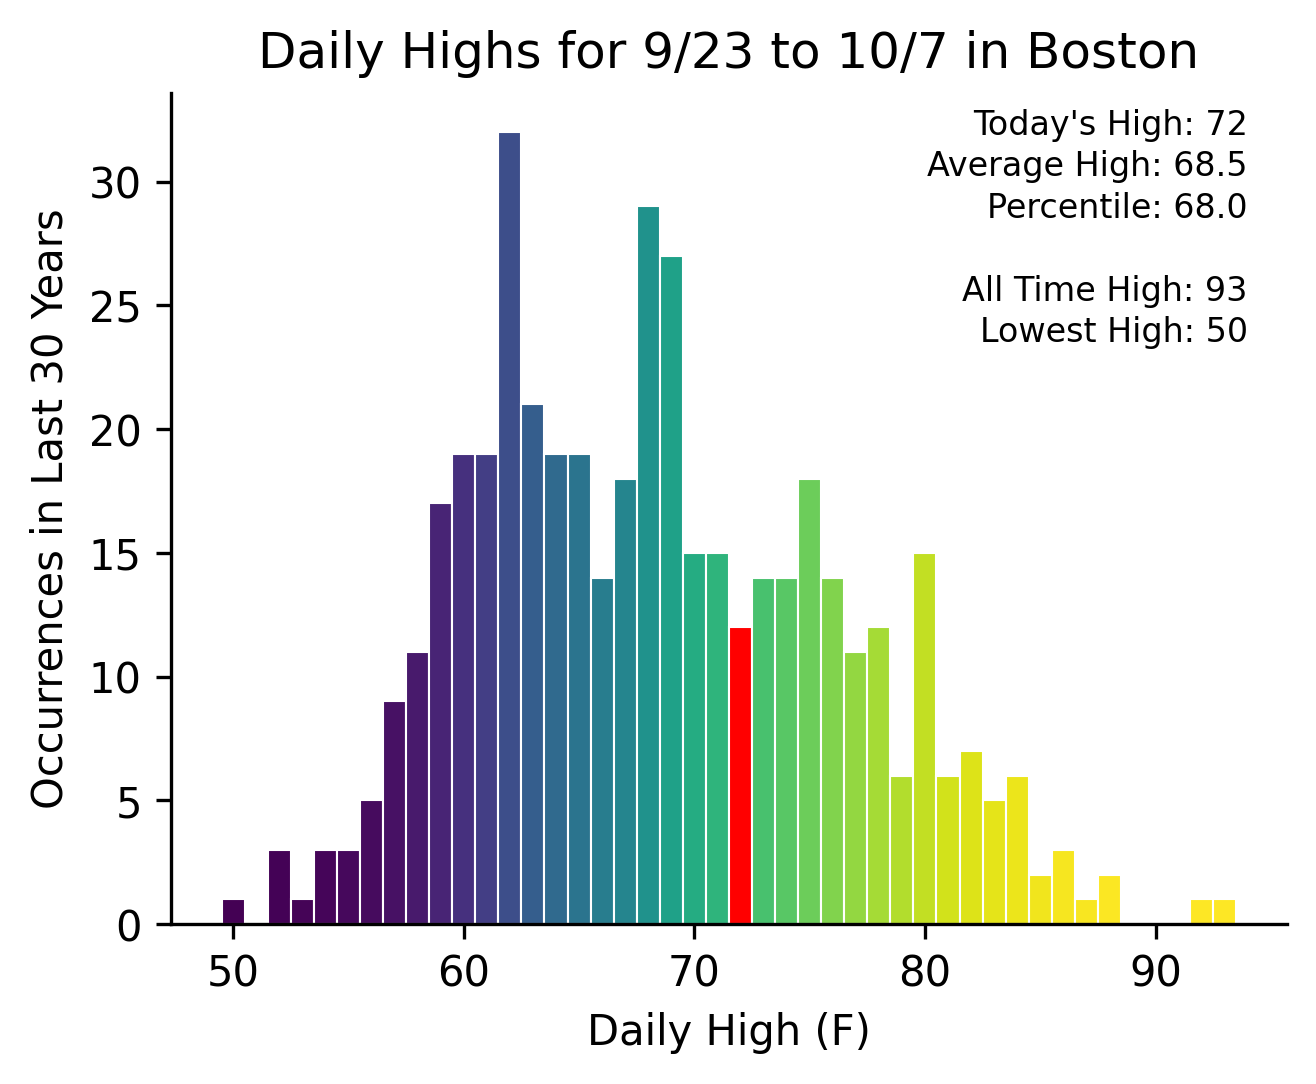 Daily Highs for 9/23 to 10/7 in Boston
Today's High: 72
Average High: 68.5
Percentile: 68.0
All Time High: 93
Lowest High: 50
Occurrences in Last 30 Years
30
25
20
15
10
5
0
50 60 70 80 90
Daily High (F)